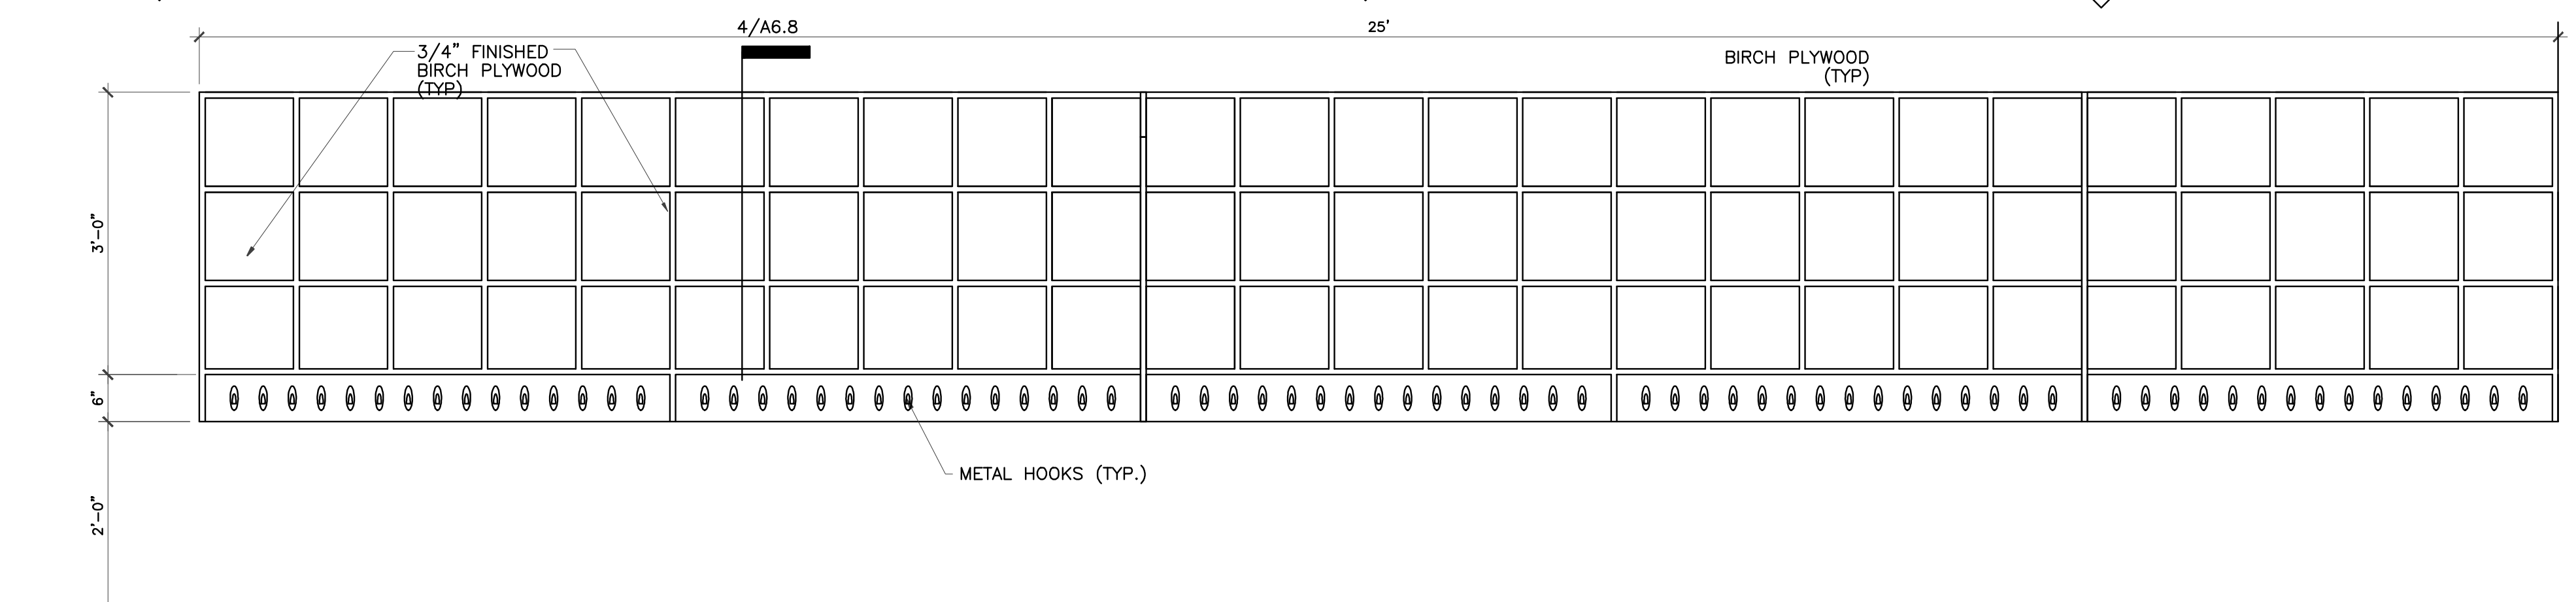 4/A6.8
25'
3/4" FINISHED
BIRCH PLYWOOD
(TYP)
BIRCH PLYWOOD
(TYP)
3'-0"
6"
2'-0"
METAL HOOKS (TYP.)